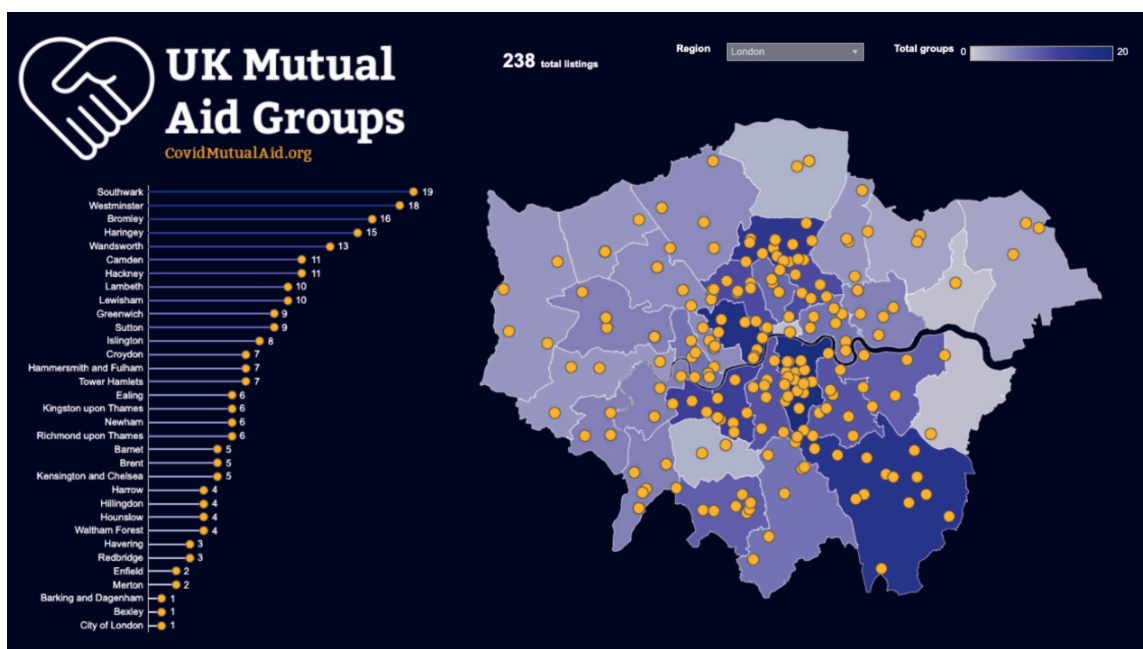 UK Mutual
Aid Groups
CovidMutualAid.org
238 total listings
Region London
Total groups 0 20
Southwark 19
Westminster 18
Bromley 16
Haringey 15
Wandsworth 13
Camden 11
Hackney 11
Lambeth 10
Lewisham 10
Greenwich 9
Sutton 9
Islington 8
Croydon 7
Hammersmith and Fulham 7
Tower Hamlets 7
Ealing 6
Kingston upon Thames 6
Newham 6
Richmond upon Thames 6
Barnet 5
Brent 5
Kensington and Chelsea 5
Harrow 4
Hillingdon 4
Hounslow 4
Waltham Forest 4
Havering 3
Redbridge 3
Enfield 2
Merton 2
Barking and Dagenham 1
Bexley 1
City of London 1